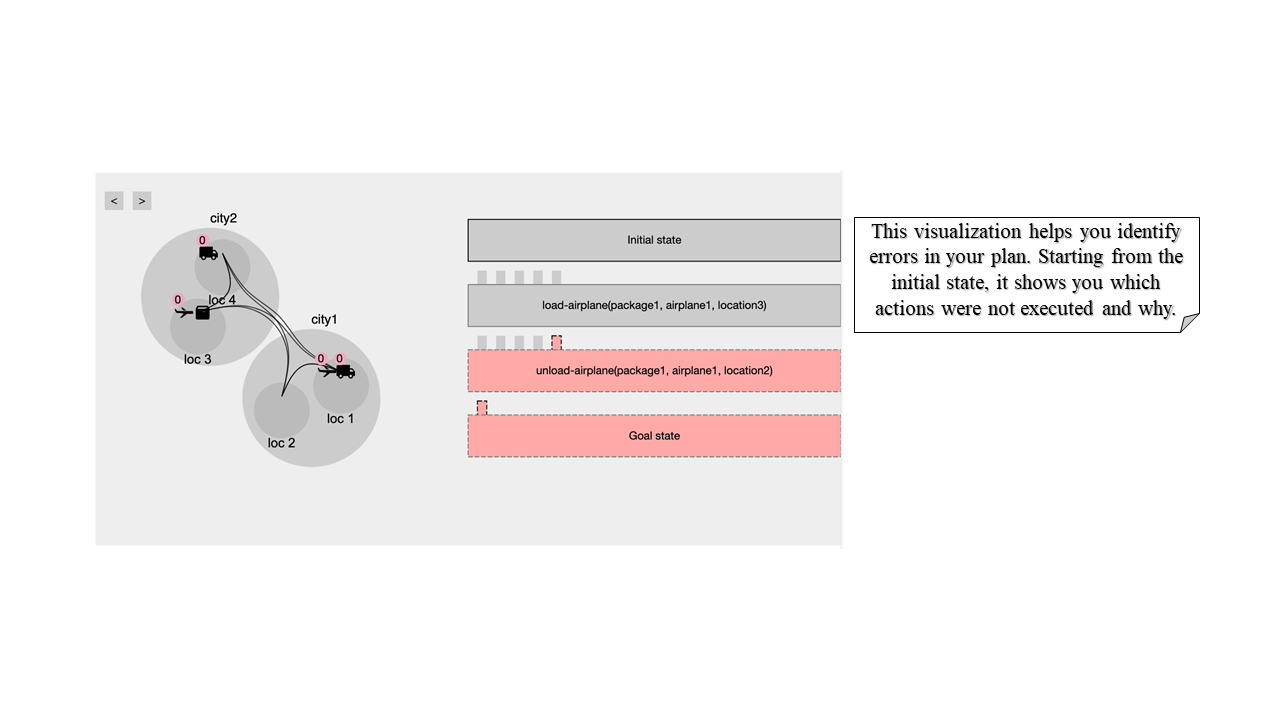 < >
city2
0
0
loc 4
loc 3
city1
0 0
loc 1
loc 2
Initial state
load-airplane(package1, airplane1, location3)
unload-airplane(package1, airplane1, location2)
Goal state
This visualization helps you identify
errors in your plan. Starting from the
initial state, it shows you which
actions were not executed and why.